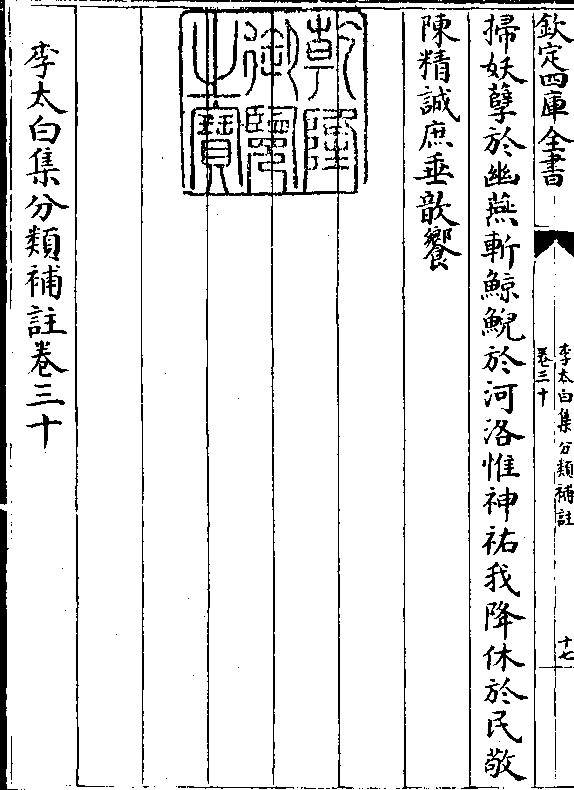 欽定四庫全書
李太白集分類補註
卷三十
十七
掃妖孽於幽燕斬鯨鯢於河洛惟神祐我降休於民敬
陳精誠庶垂歆饗
乾隆
御覽
之寶
李太白集分類補註卷三十